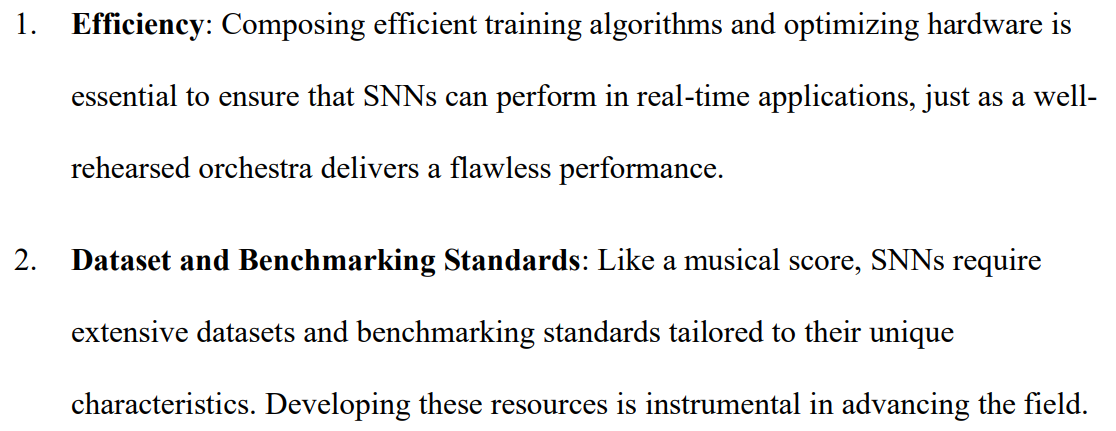 1. Efficiency: Composing efficient training algorithms and optimizing hardware is
essential to ensure that SNNs can perform in real-time applications, just as a well-
rehearsed orchestra delivers a flawless performance.
2. Dataset and Benchmarking Standards: Like a musical score, SNNs require
extensive datasets and benchmarking standards tailored to their unique
characteristics. Developing these resources is instrumental in advancing the field.